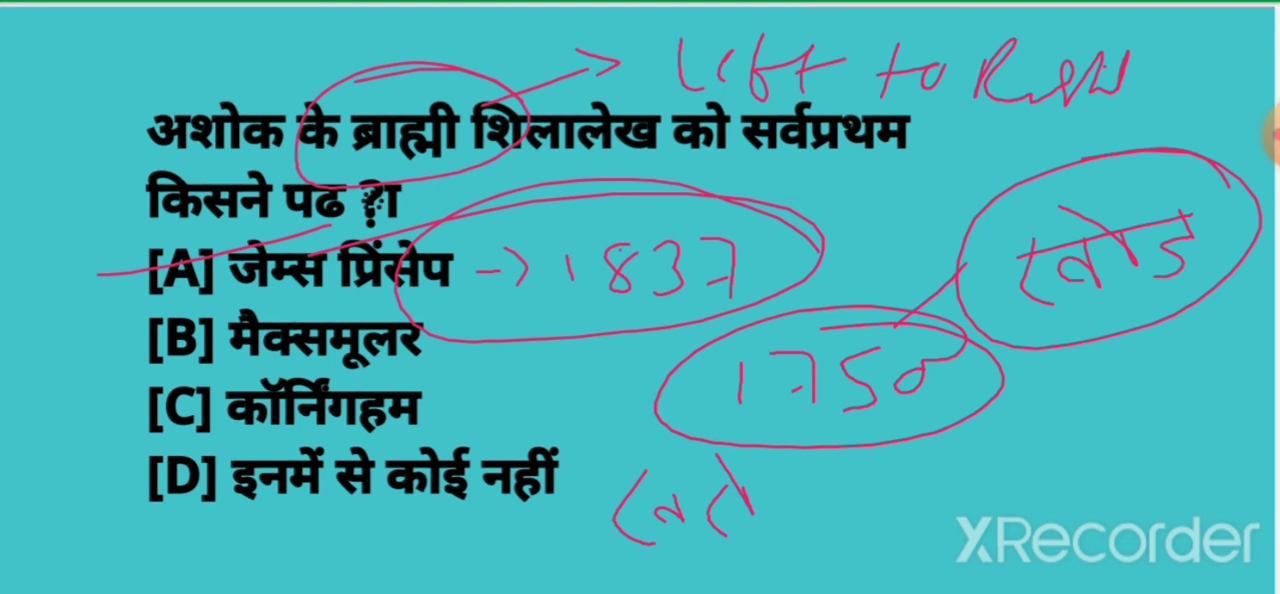 Left to Right
अशोक के ब्राह्मी शिलालेख को सर्वप्रथम
किसने पढ ?ा
[A] जेम्स प्रिंसेप → 1837
[B] मैक्समूलर
1750
[C] कॉर्निंगहम
[D] इनमें से कोई नहीं
XRecorder